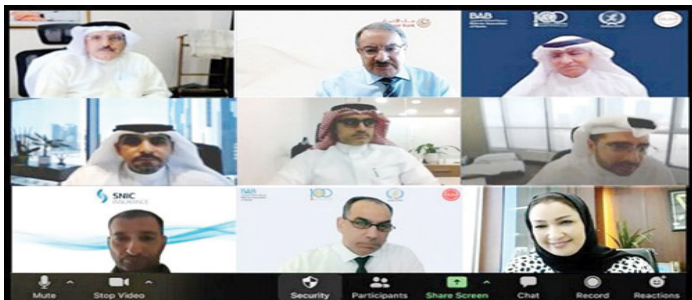 BAB
100
SNIC
INSURANCE
BAB
100
Mute
Stop Video
Security
Participants
Share Screen
Chat
Record
Reactions